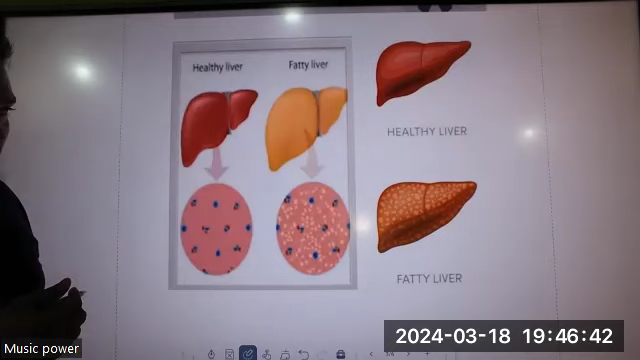 Healthy liver
Fatty liver
HEALTHY LIVER
FATTY LIVER
Music power
2024-03-18 19:46:42